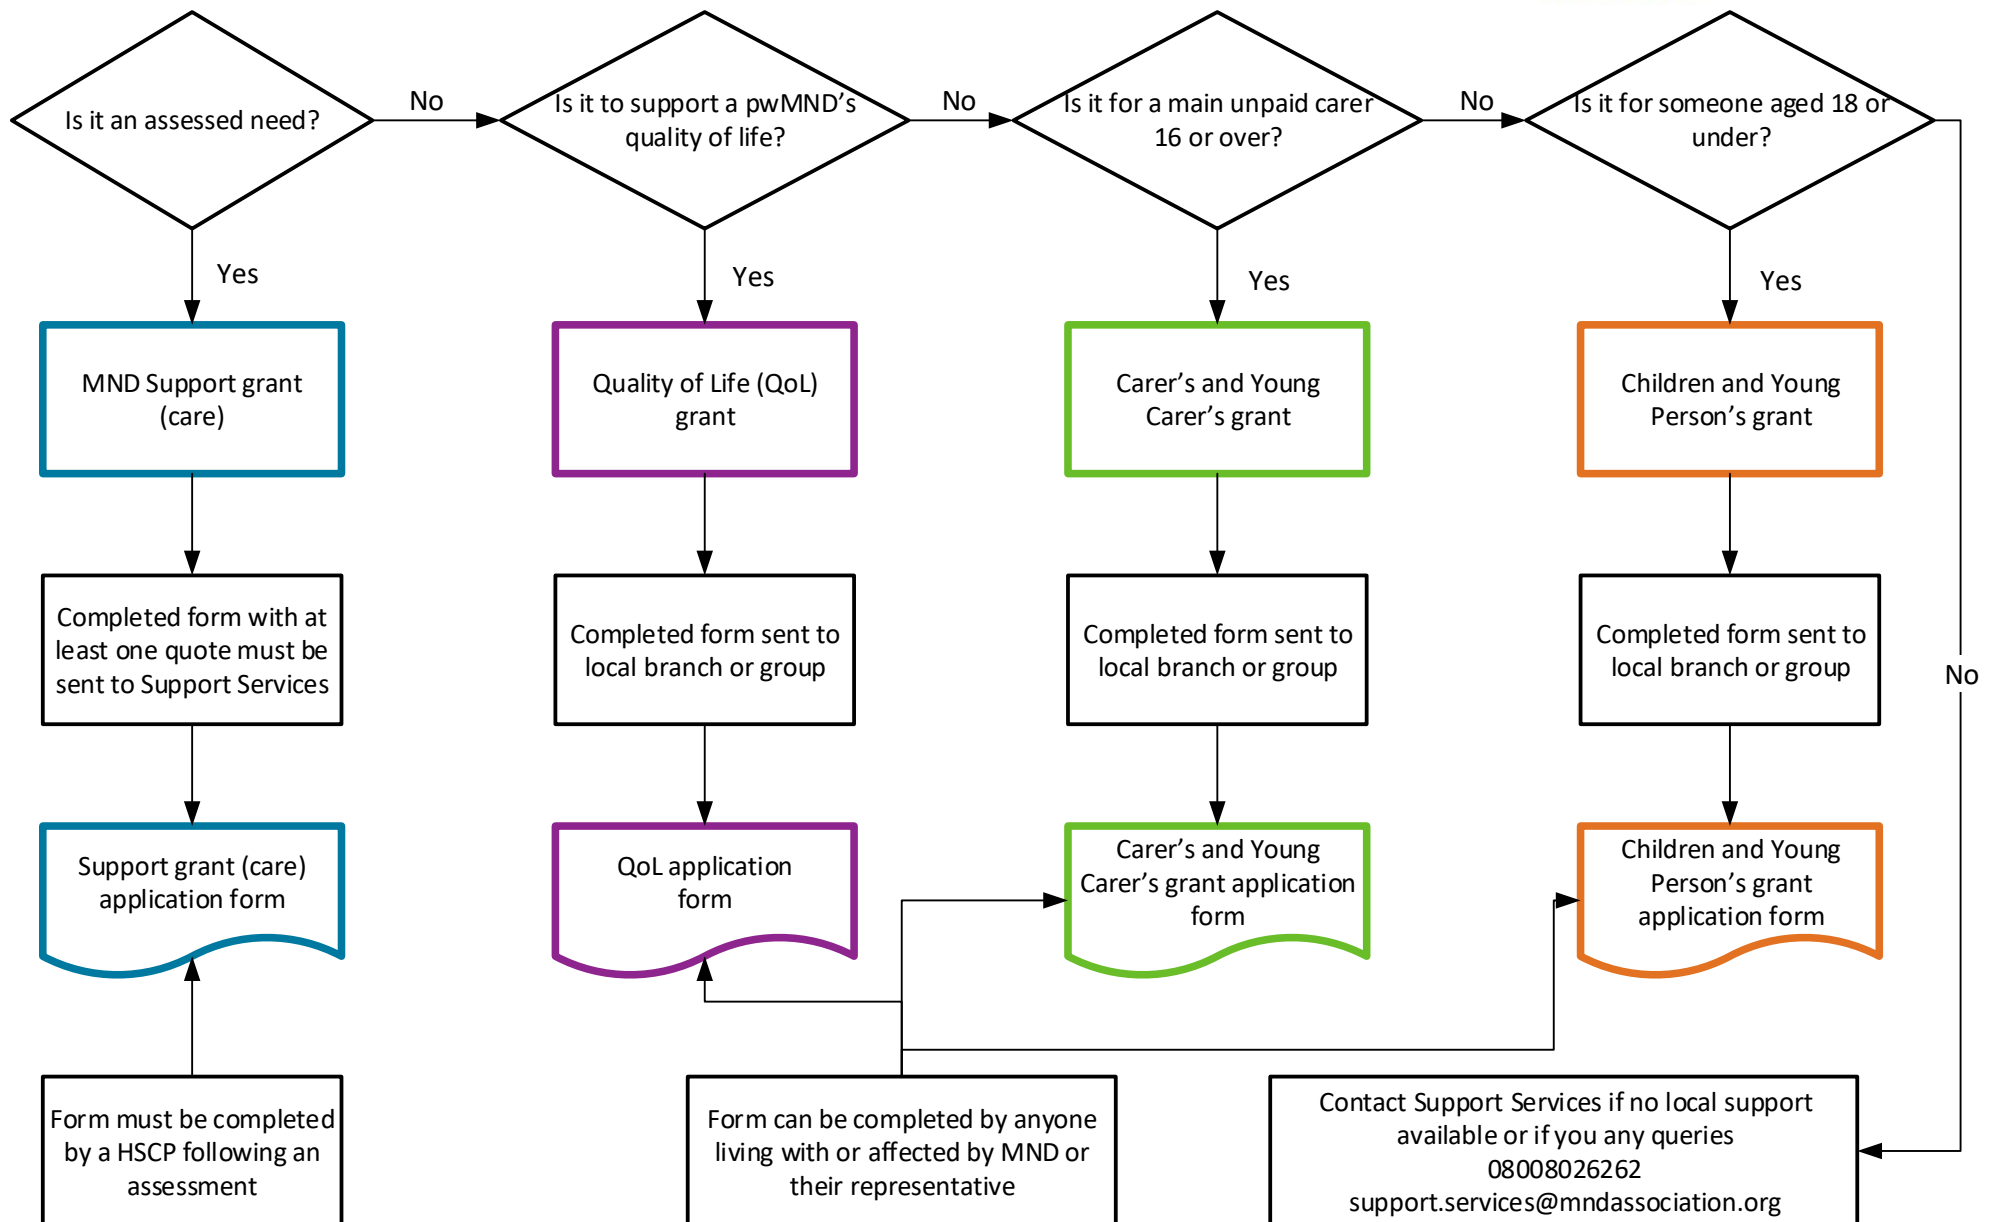 Is it an assessed need?
No
Is it to support a pwMND’s
quality of life?
No
Is it for a main unpaid carer
16 or over?
No
Is it for someone aged 18 or
under?
Yes
Yes
Yes
Yes
No
MND Support grant
(care)
Quality of Life (QoL)
grant
Carer’s and Young
Carer’s grant
Children and Young
Person’s grant
Completed form with at
least one quote must be
sent to Support Services
Completed form sent to
local branch or group
Completed form sent to
local branch or group
Completed form sent to
local branch or group
Support grant (care)
application form
QoL application
form
Carer’s and Young
Carer’s grant application
form
Children and Young
Person’s grant
application form
Form must be completed
by a HSCP following an
assessment
Form can be completed by anyone
living with or affected by MND or
their representative
Contact Support Services if no local support
available or if you any queries
08008026262
support.services@mndassociation.org